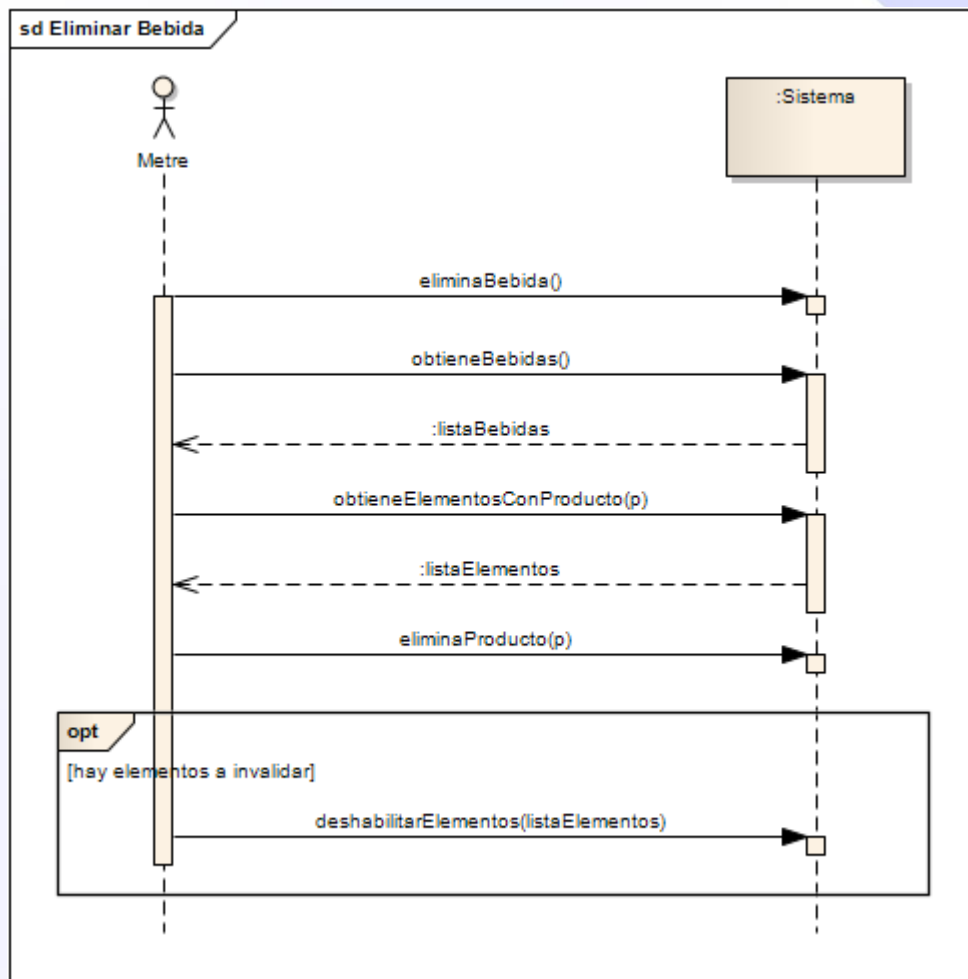 sd Eliminar Bebida
:Sistema
Metre
eliminaBebida()
obtieneBebidas()
:listaBebidas
obtieneElementosConProducto(p)
:listaElementos
eliminaProducto(p)
opt
[hay elementos a invalidar]
deshabilitarElementos(listaElementos)